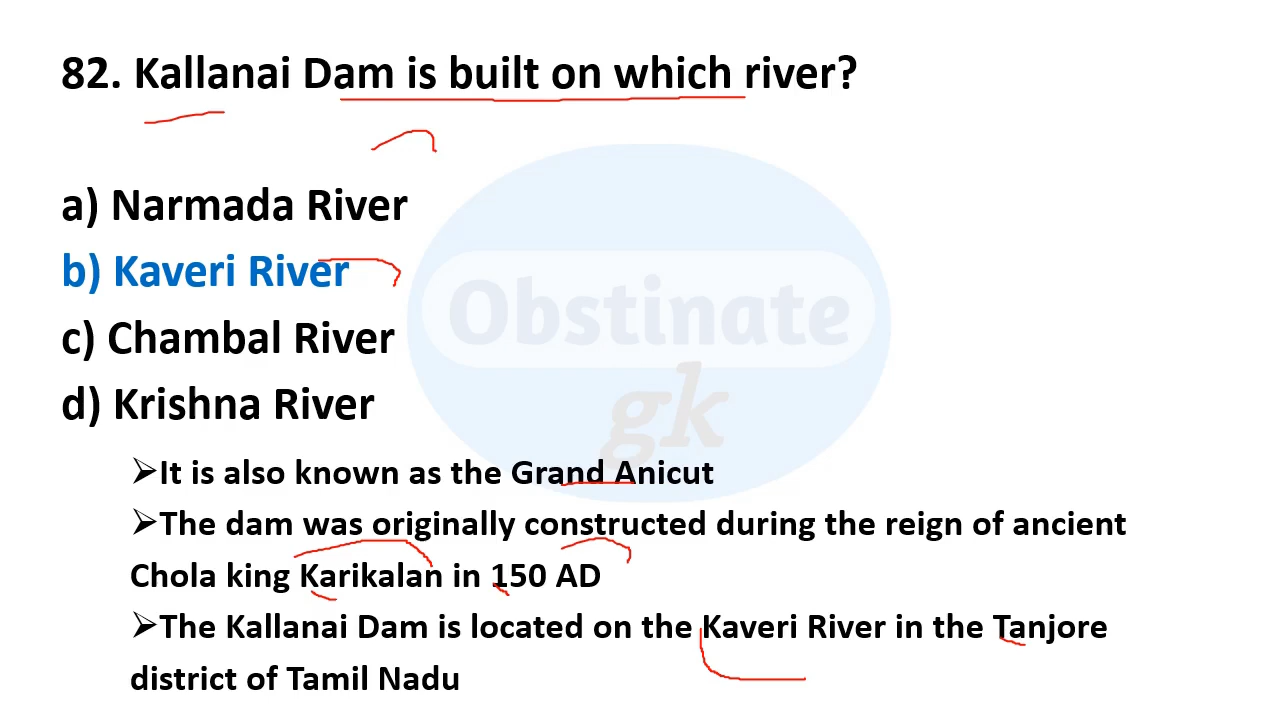 82. Kallanai Dam is built on which river?
a) Narmada River
b) Kaveri River
c) Chambal River
d) Krishna River
Obstinate
gk
➢It is also known as the Grand Anicut
➢The dam was originally constructed during the reign of ancient
Chola king Karikalan in 150 AD
➢The Kallanai Dam is located on the Kaveri River in the Tanjore
district of Tamil Nadu